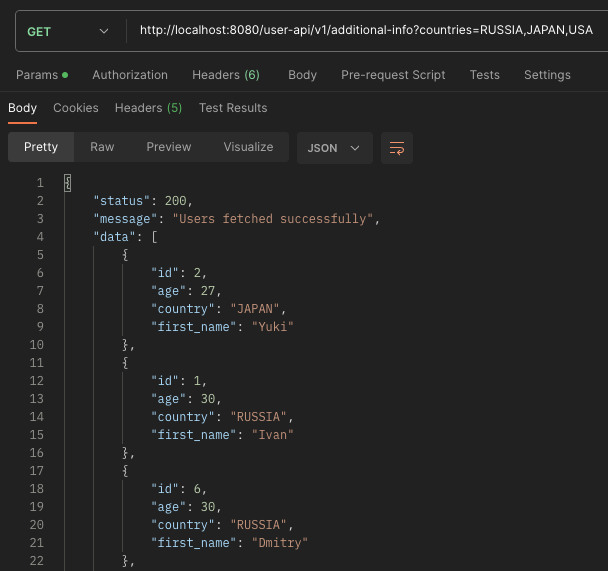 GET http://localhost:8080/user-api/v1/additional-info?countries=RUSSIA,JAPAN,USA
Params Authorization Headers (6) Body Pre-request Script Tests Settings
Body Cookies Headers (5) Test Results
Pretty Raw Preview Visualize JSON
1 {
2 "status": 200,
3 "message": "Users fetched successfully",
4 "data": [
5 {
6 "id": 2,
7 "age": 27,
8 "country": "JAPAN",
9 "first_name": "Yuki"
10 },
11 {
12 "id": 1,
13 "age": 30,
14 "country": "RUSSIA",
15 "first_name": "Ivan"
16 },
17 {
18 "id": 6,
19 "age": 30,
20 "country": "RUSSIA",
21 "first_name": "Dmitry"
22 },